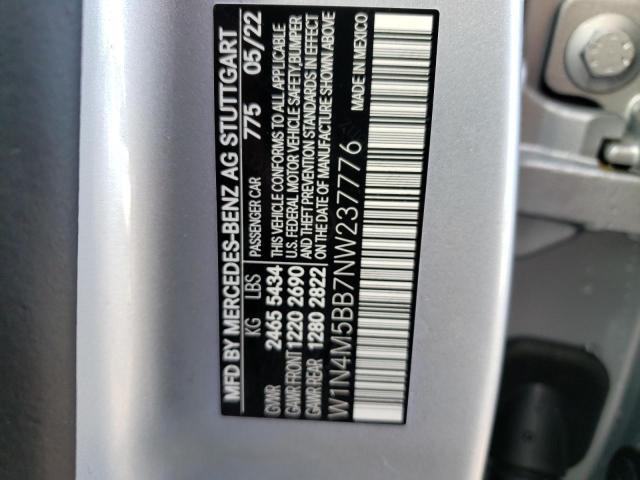 MFD BY MERCEDES-BENZ AG STUTTGART
775 05/22
KG LBS PASSENGER CAR
GVWR 2465 5434 THIS VEHICLE CONFORMS TO ALL APPLICABLE
GAWR FRONT 1220 2690 U.S. FEDERAL MOTOR VEHICLE SAFETY, BUMPER
AND THEFT PREVENTION STANDARDS IN EFFECT
GAWR REAR 1280 2822 ON THE DATE OF MANUFACTURE SHOWN ABOVE
W1N4M5BB7NW237776 MADE IN MEXICO